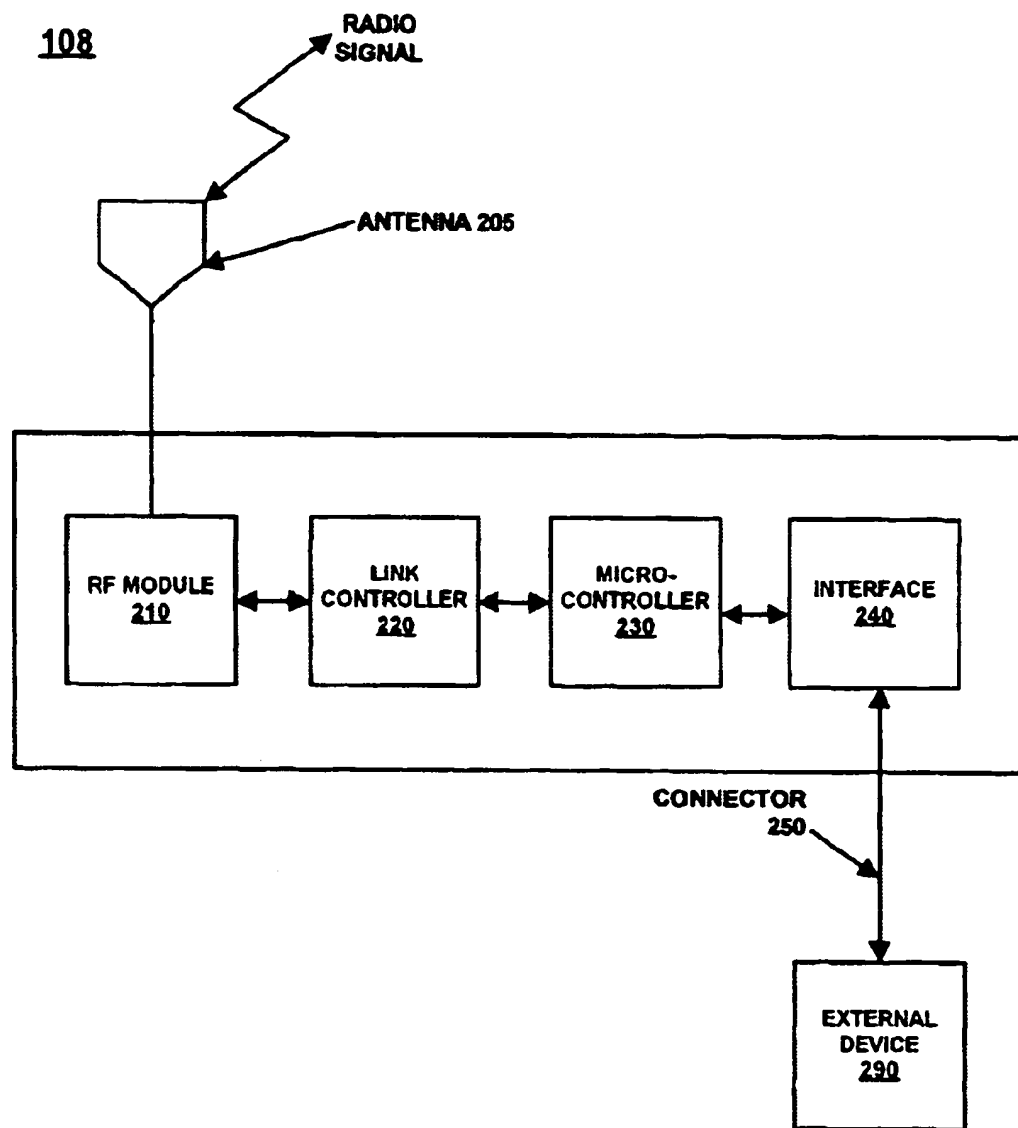 108
RADIO
SIGNAL
ANTENNA 205
RF MODULE
210
LINK
CONTROLLER
220
MICRO-
CONTROLLER
230
INTERFACE
240
CONNECTOR
250
EXTERNAL
DEVICE
290